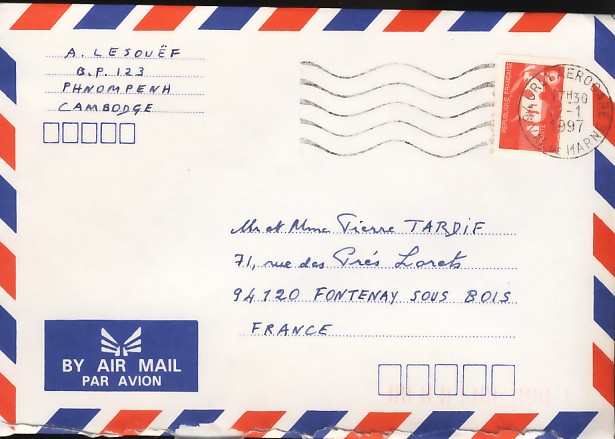 A. LESOUËF
B.P. 123
PHNOMPENH
CAMBODGE
REPUBLIQUE FRANÇAISE
7H30
-1
1997
Mr et Mme Pierre TARDIF
71, rue des Prés Lorets
94120 FONTENAY SOUS BOIS
FRANCE
BY AIR MAIL
PAR AVION